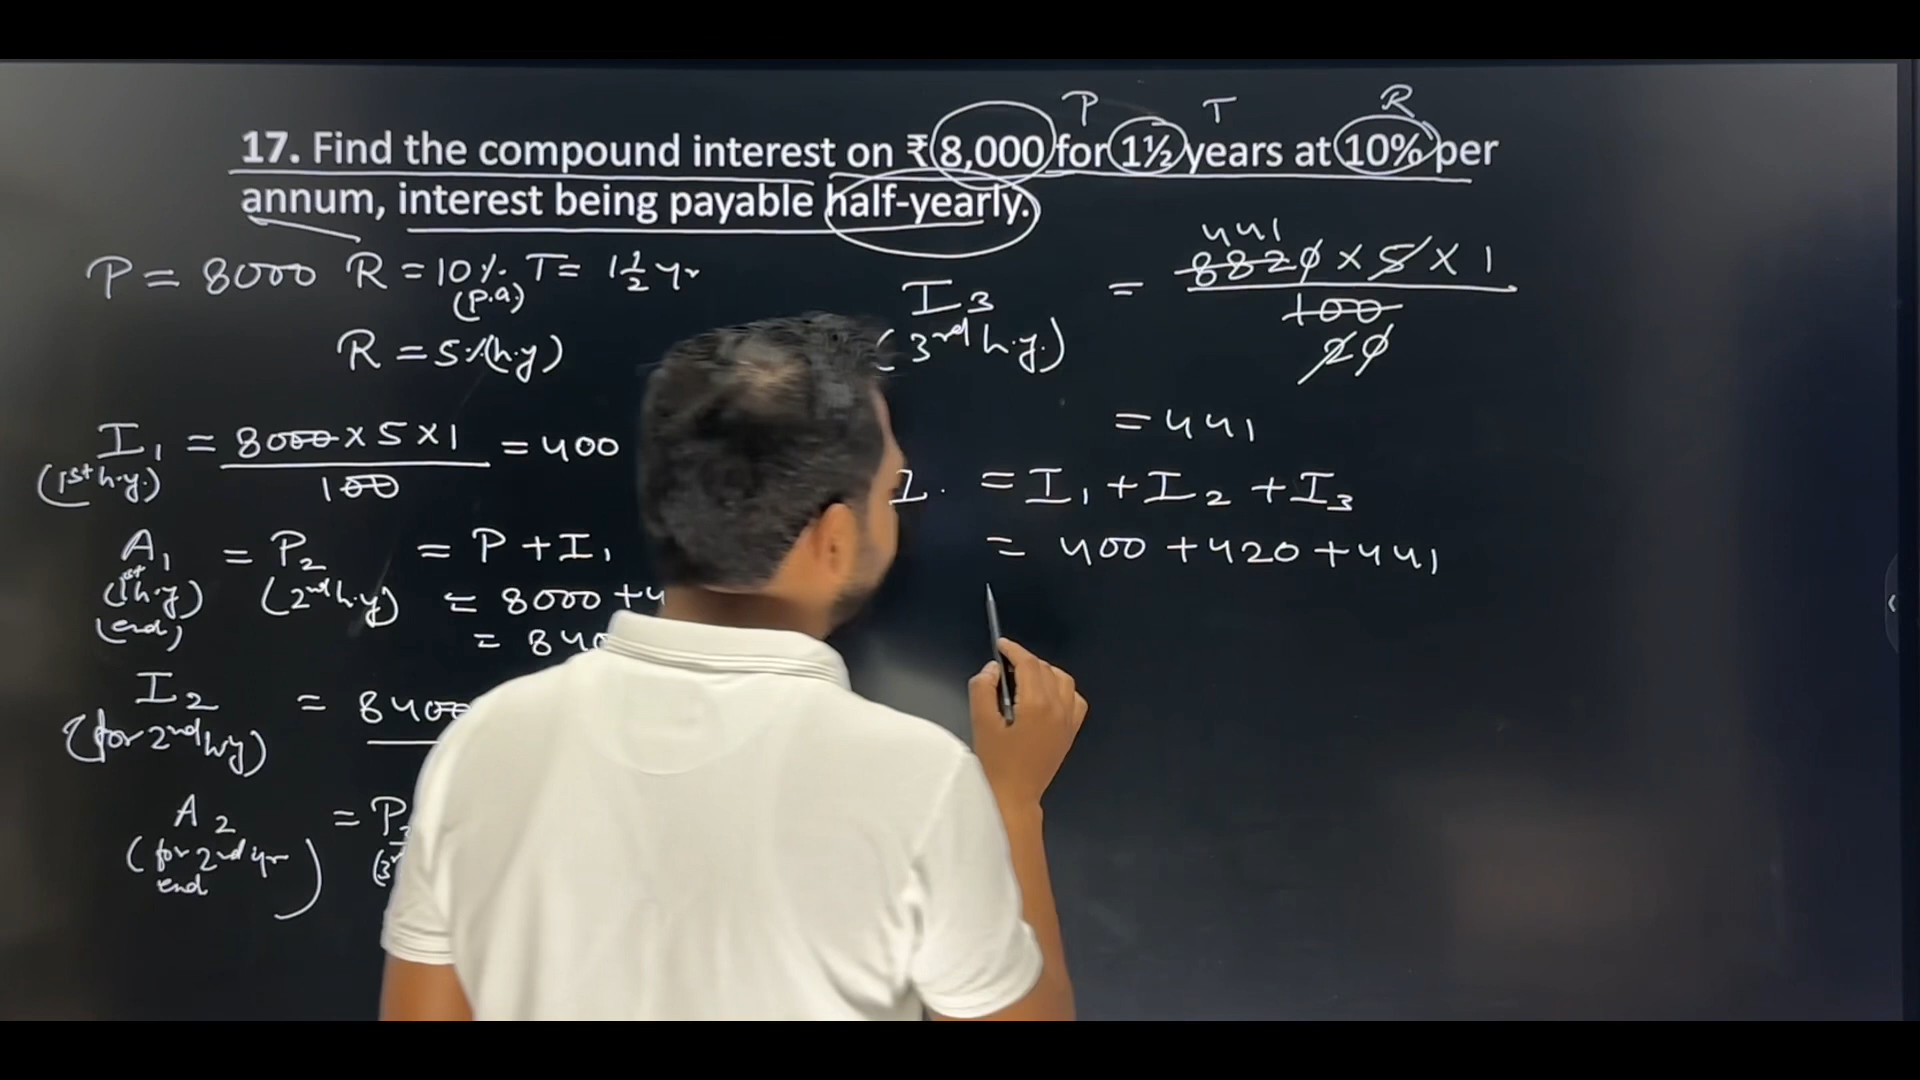 17. Find the compound interest on ₹ 8,000 for 1½ years at 10% per
annum, interest being payable half-yearly.
P T R
P = 8000 R = 10% T = 1½ yr
(p.a.)
R = 5% (h.y)
I₁ = 8000 × 5 × 1 / 100 = 400
(1st h.y.)
A₁ = P₂ = P + I₁
(1st h.y) (2nd h.y) = 8000 + 4
(end) = 840
I₂ = 8400
(for 2nd h.y)
A₂ = P₃
(for 2nd yr
end)
441
I₃ = 8820 × 5 × 1 / 100
(3rd h.y.) 20
= 441
I. = I₁ + I₂ + I₃
= 400 + 420 + 441